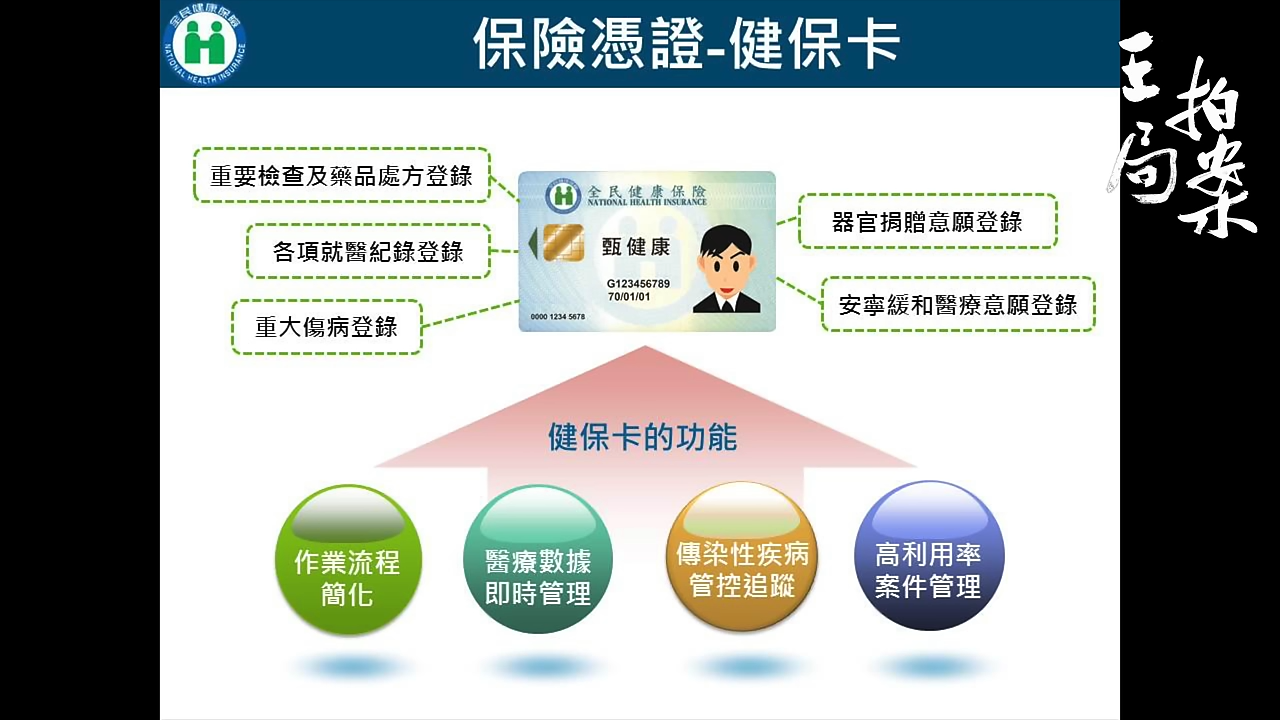 全民健康保險
NATIONAL HEALTH INSURANCE
保險憑證-健保卡
王局拍案
重要檢查及藥品處方登錄
各項就醫紀錄登錄
重大傷病登錄
全民健康保險
NATIONAL HEALTH INSURANCE
甄健康
G123456789
70/01/01
0000 1234 5678
器官捐贈意願登錄
安寧緩和醫療意願登錄
健保卡的功能
作業流程
簡化
醫療數據
即時管理
傳染性疾病
管控追蹤
高利用率
案件管理